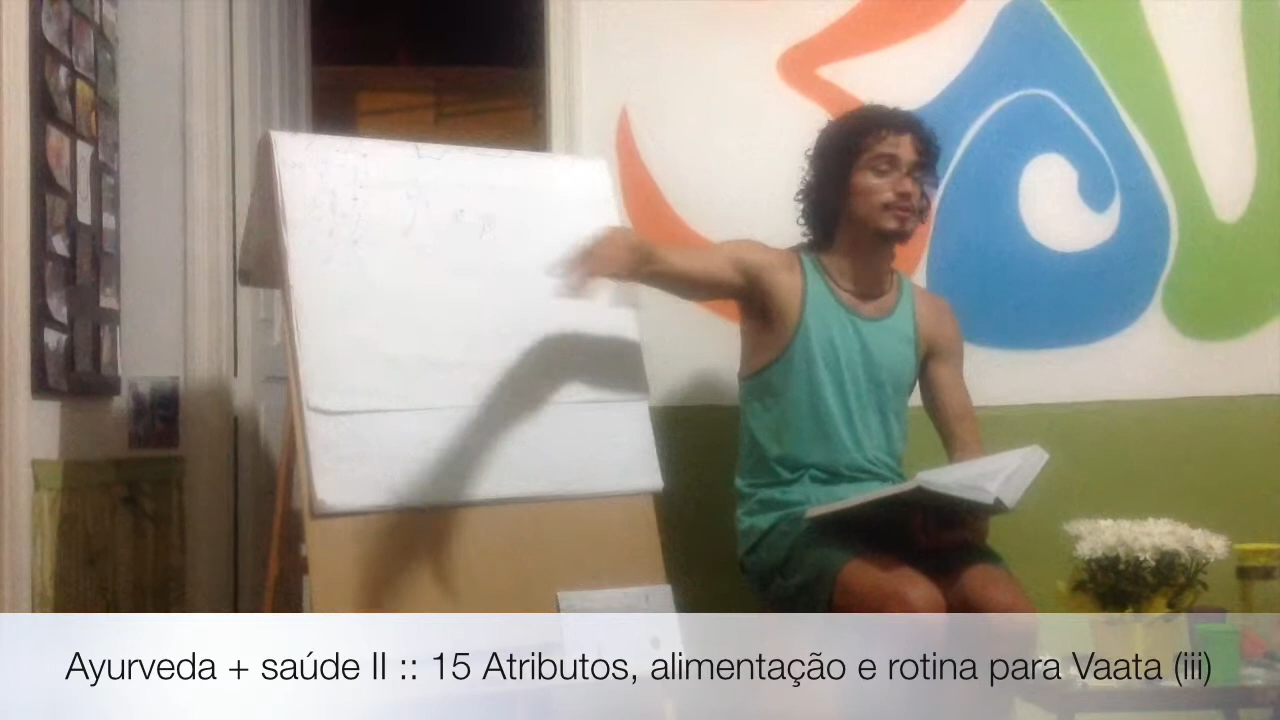 Ayurveda + saúde II :: 15 Atributos, alimentação e rotina para Vaata (iii)